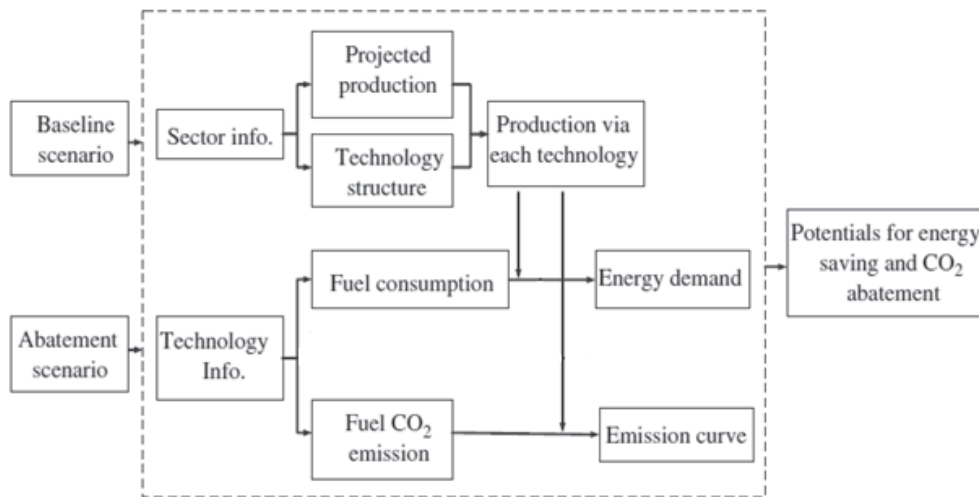 Baseline
scenario
Abatement
scenario
Sector info.
Technology
Info.
Projected
production
Technology
structure
Fuel consumption
Fuel CO₂
emission
Production via
each technology
Energy demand
Emission curve
Potentials for energy
saving and CO₂
abatement